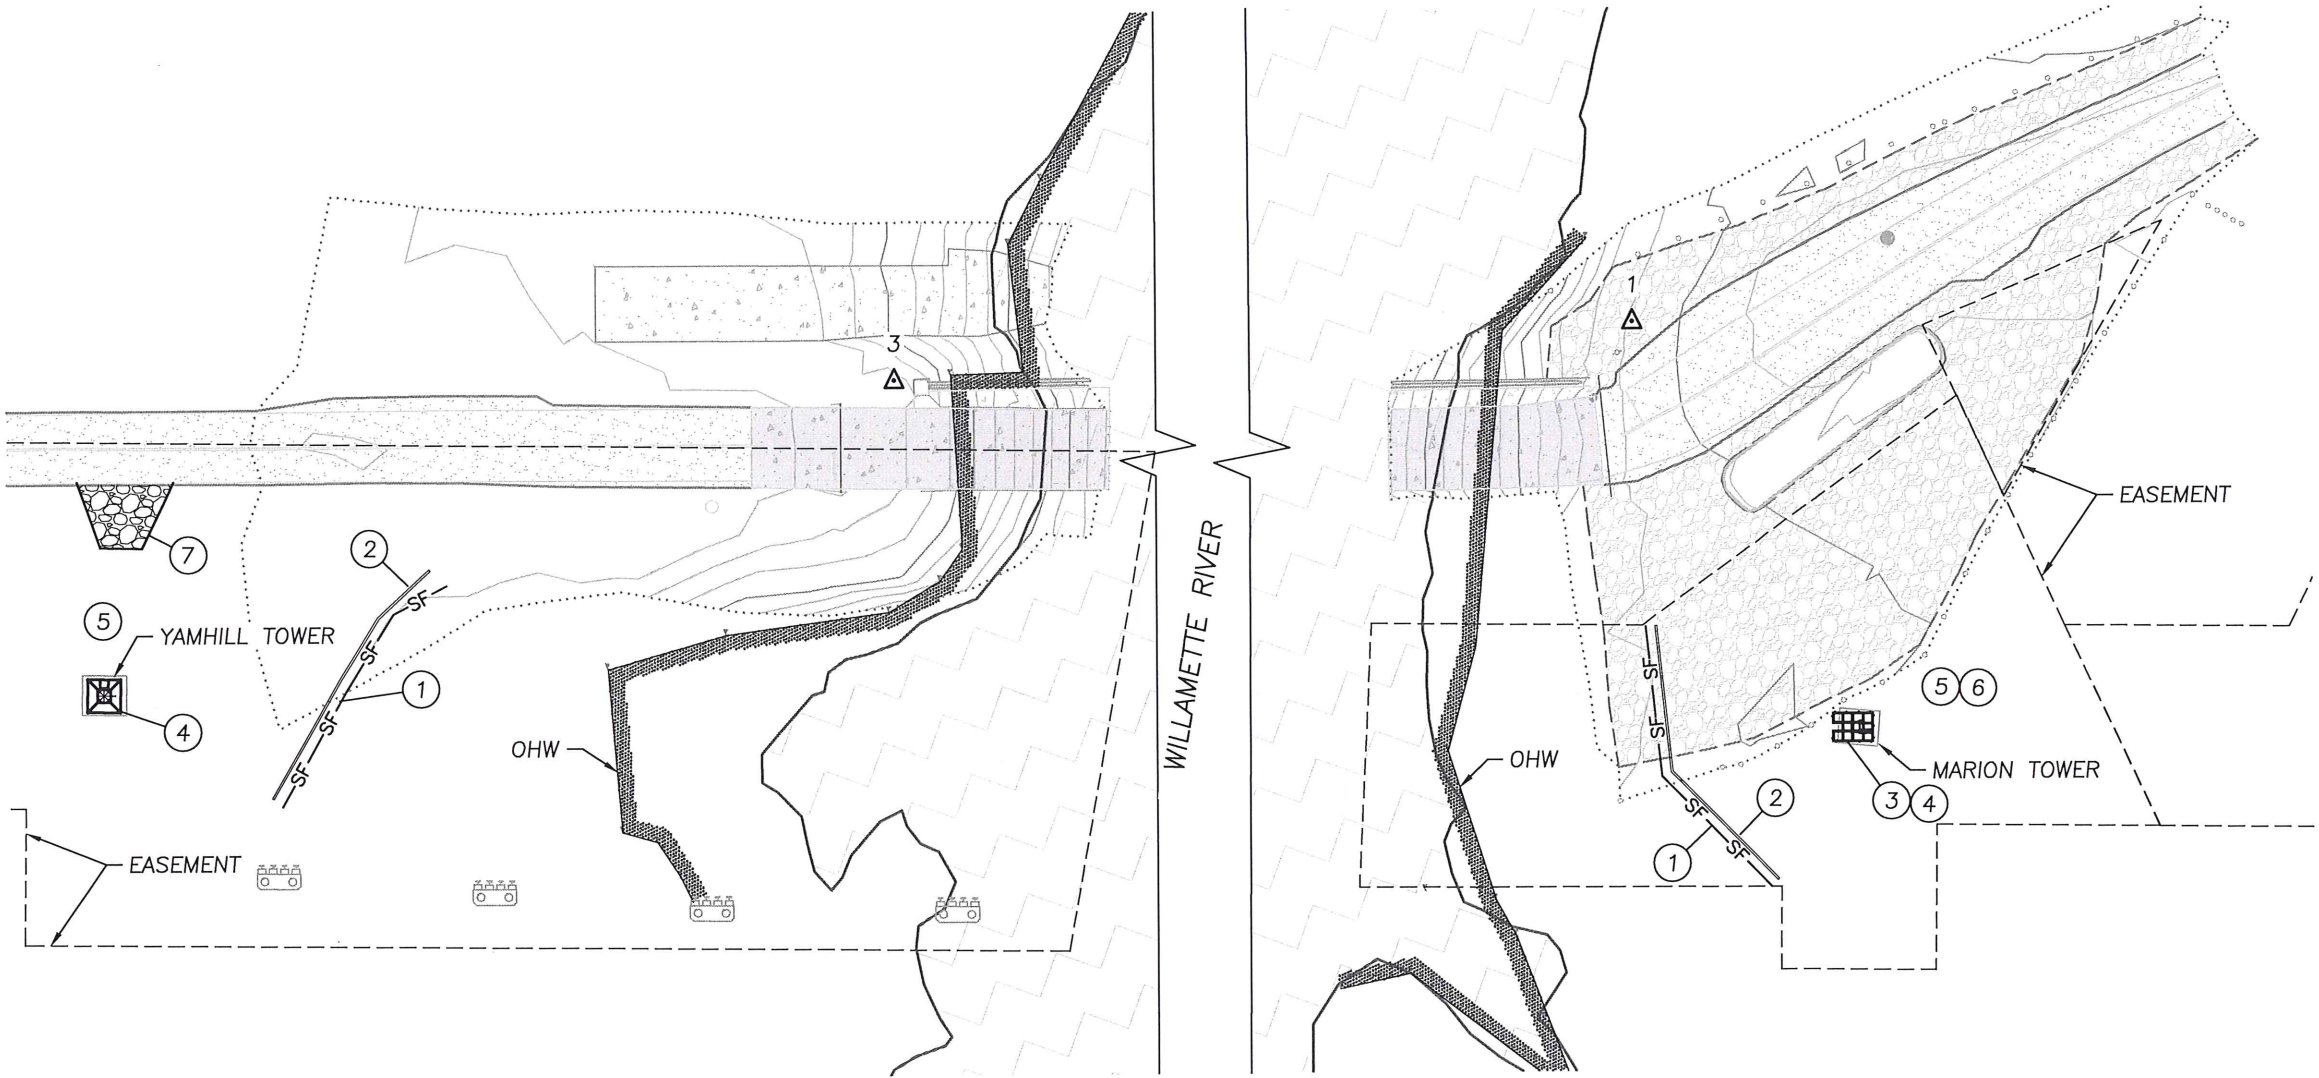 1
3
EASEMENT
2
7
5
YAMHILL TOWER
SF
SF
SF
SF
1
4
WILLAMETTE RIVER
SF
SF
SF
SF
5 6
OHW
OHW
MARION TOWER
3 4
2
1
EASEMENT